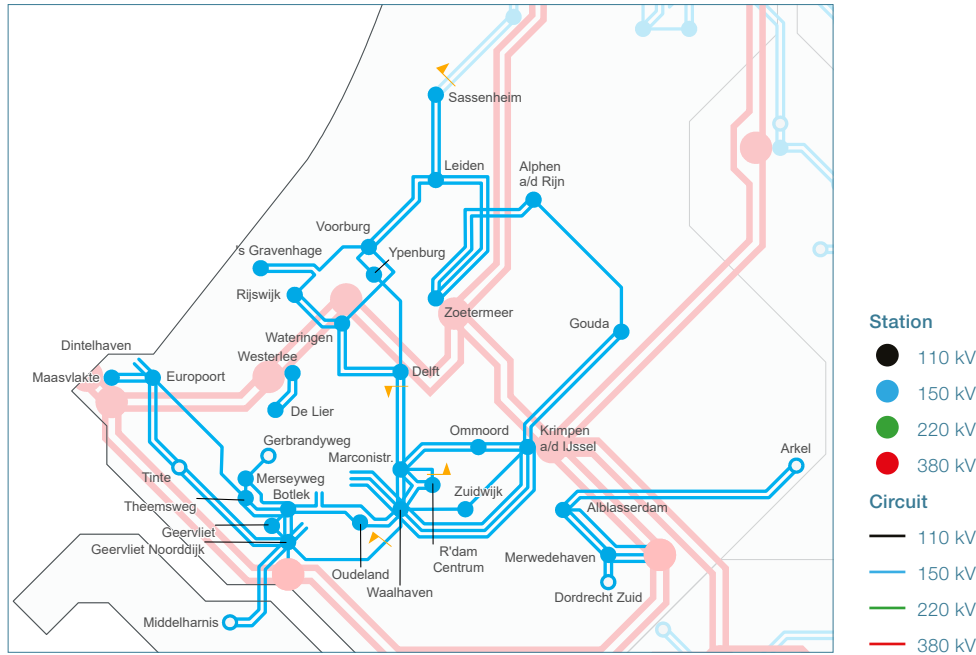 Sassenheim
Leiden
Alphen
a/d Rijn
Voorburg
's Gravenhage
Ypenburg
Rijswijk
Zoetermeer
Gouda
Wateringen
Dintelhaven
Westerlee
Maasvlakte
Europoort
Delft
De Lier
Ommoord
Krimpen
a/d IJssel
Gerbrandyweg
Marconistr.
Arkel
Tinte
Merseyweg
Zuidwijk
Theemsweg
Botlek
Alblasserdam
Geervliet
Geervliet Noorddijk
R'dam
Centrum
Merwedehaven
Oudeland
Waalhaven
Dordrecht Zuid
Middelharnis
Station
110 kV
150 kV
220 kV
380 kV
Circuit
110 kV
150 kV
220 kV
380 kV